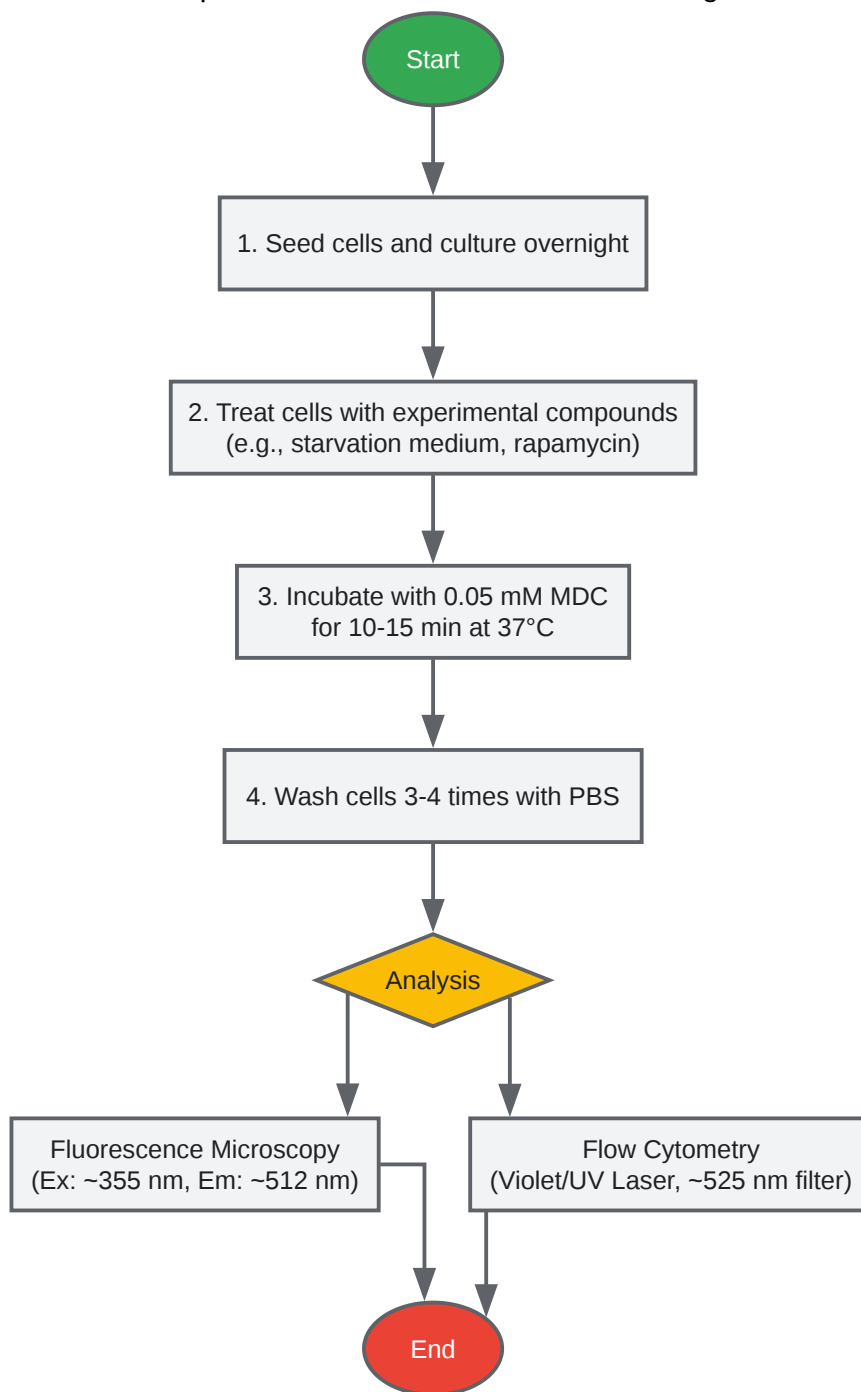 Start
1. Seed cells and culture overnight
2. Treat cells with experimental compounds
(e.g., starvation medium, rapamycin)
3. Incubate with 0.05 mM MDC
for 10-15 min at 37°C
4. Wash cells 3-4 times with PBS
Analysis
Fluorescence Microscopy
(Ex: ~355 nm, Em: ~512 nm)
Flow Cytometry
(Violet/UV Laser, ~525 nm filter)
End